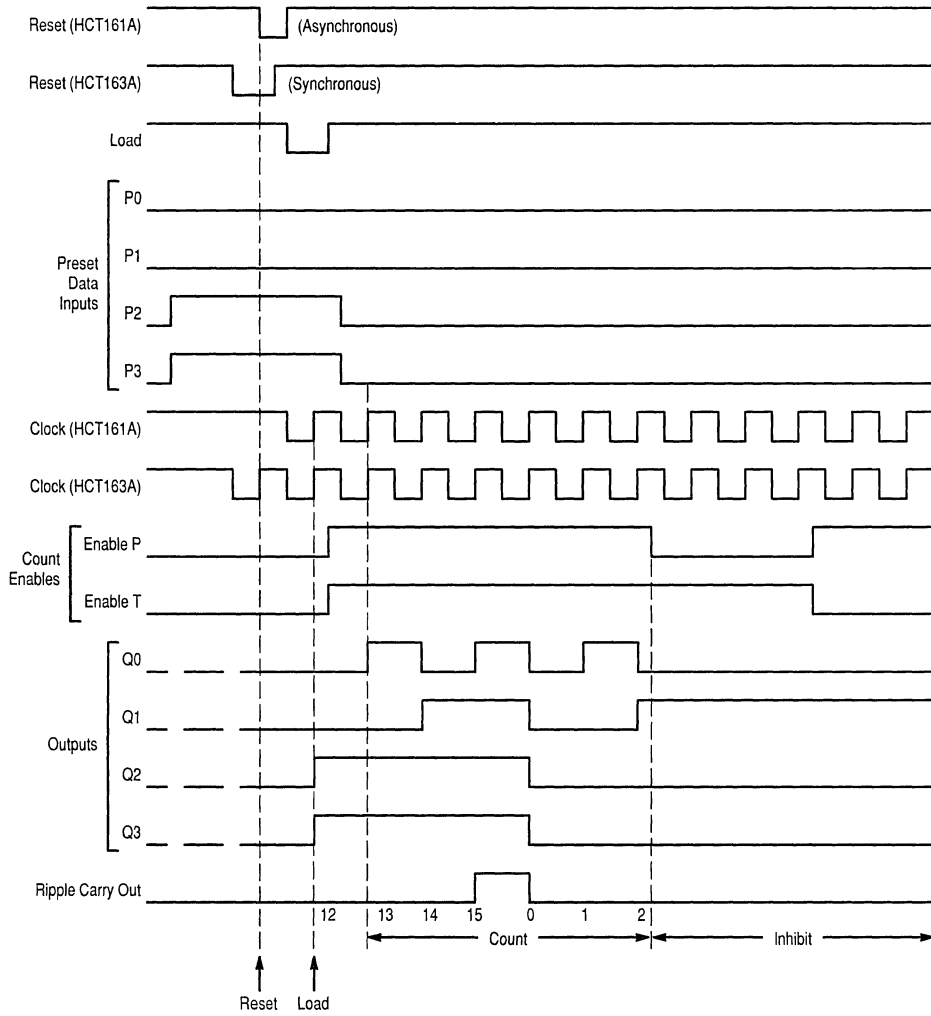 Reset (HCT161A)
(Asynchronous)
Reset (HCT163A)
(Synchronous)
Load
Preset
Data
Inputs
P0
P1
P2
P3
Clock (HCT161A)
Clock (HCT163A)
Count
Enables
Enable P
Enable T
Outputs
Q0
Q1
Q2
Q3
Ripple Carry Out
12 13 14 15 0 1 2
Count Inhibit
Reset Load